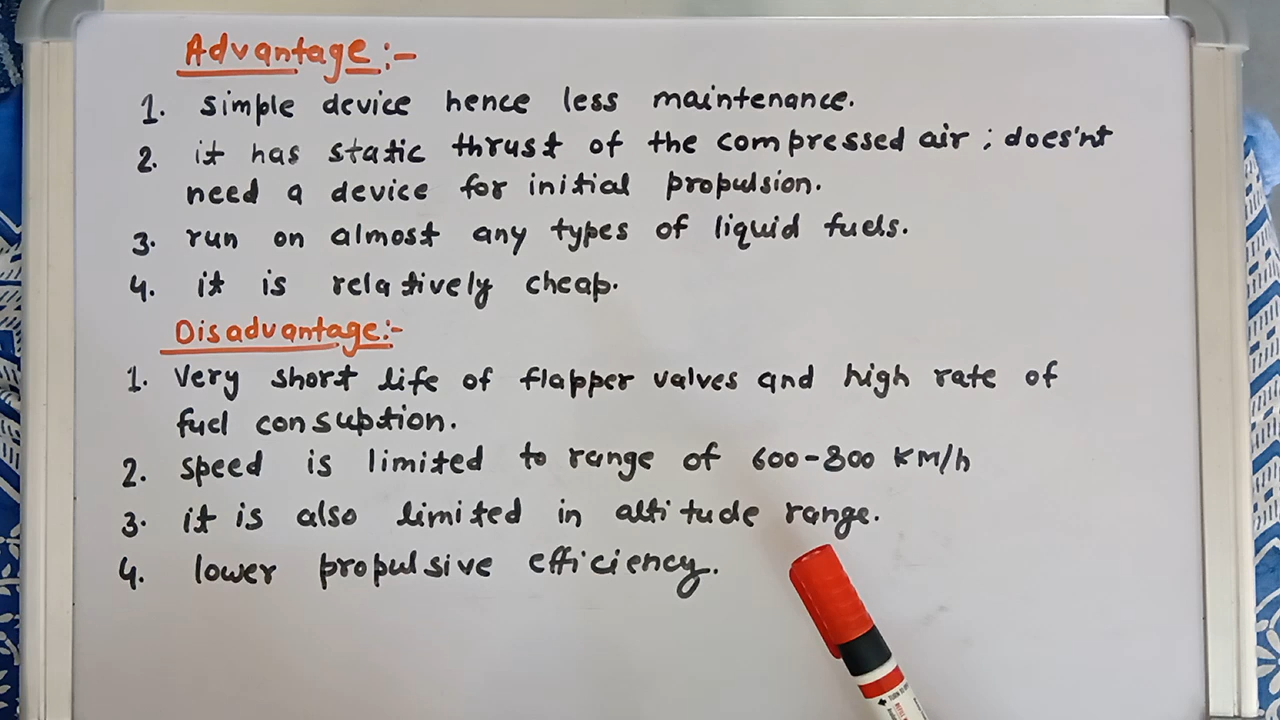 Advantage:-
1. simple device hence less maintenance.
2. it has static thrust of the compressed air ; does'nt
need a device for initial propulsion.
3. run on almost any types of liquid fuels.
4. it is relatively cheap.
Disadvantage:-
1. Very short life of flapper valves and high rate of
fuel consuption.
2. speed is limited to range of 600-800 KM/h
3. it is also limited in altitude range.
4. lower propulsive efficiency.